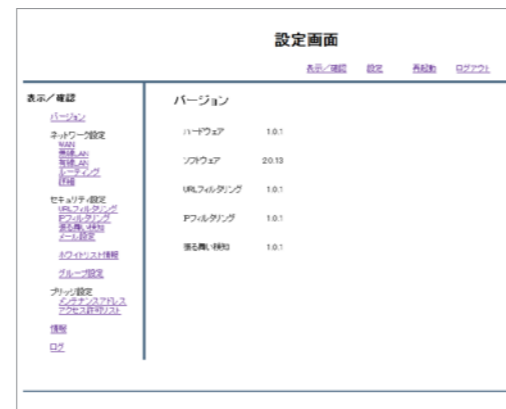 設定画面
表示／確認 設定 再起動 ログアウト
表示／確認
バージョン
ネットワーク設定
WAN
無線LAN
有線LAN
ルーティング
詳細
セキュリティ設定
URLフィルタリング
IPフィルタリング
振る舞い検知
メール設定
ホワイトリスト情報
グループ設定
ブリッジ設定
メンテナンスアドレス
アクセス許可リスト
情報
ログ
バージョン
ハードウェア 1.0.1
ソフトウェア 2.0.13
URLフィルタリング 1.0.1
IPフィルタリング 1.0.1
振る舞い検知 1.0.1